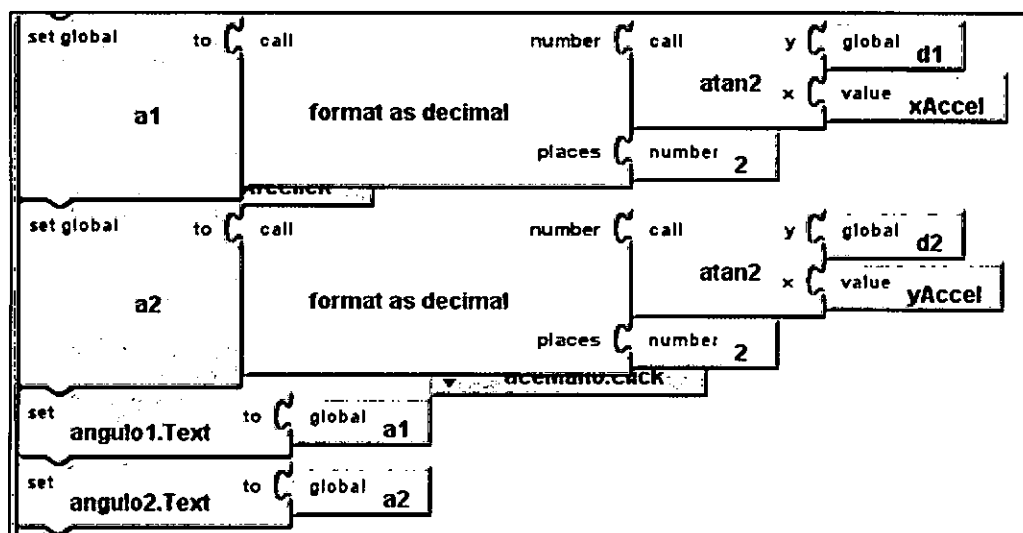 set global to call number call y global d1
atan2 x value xAccel
a1 format as decimal
places number 2
set global to call number call y global d2
atan2 x value yAccel
a2 format as decimal
places number 2
set angulo1.Text to global a1
set angulo2.Text to global a2